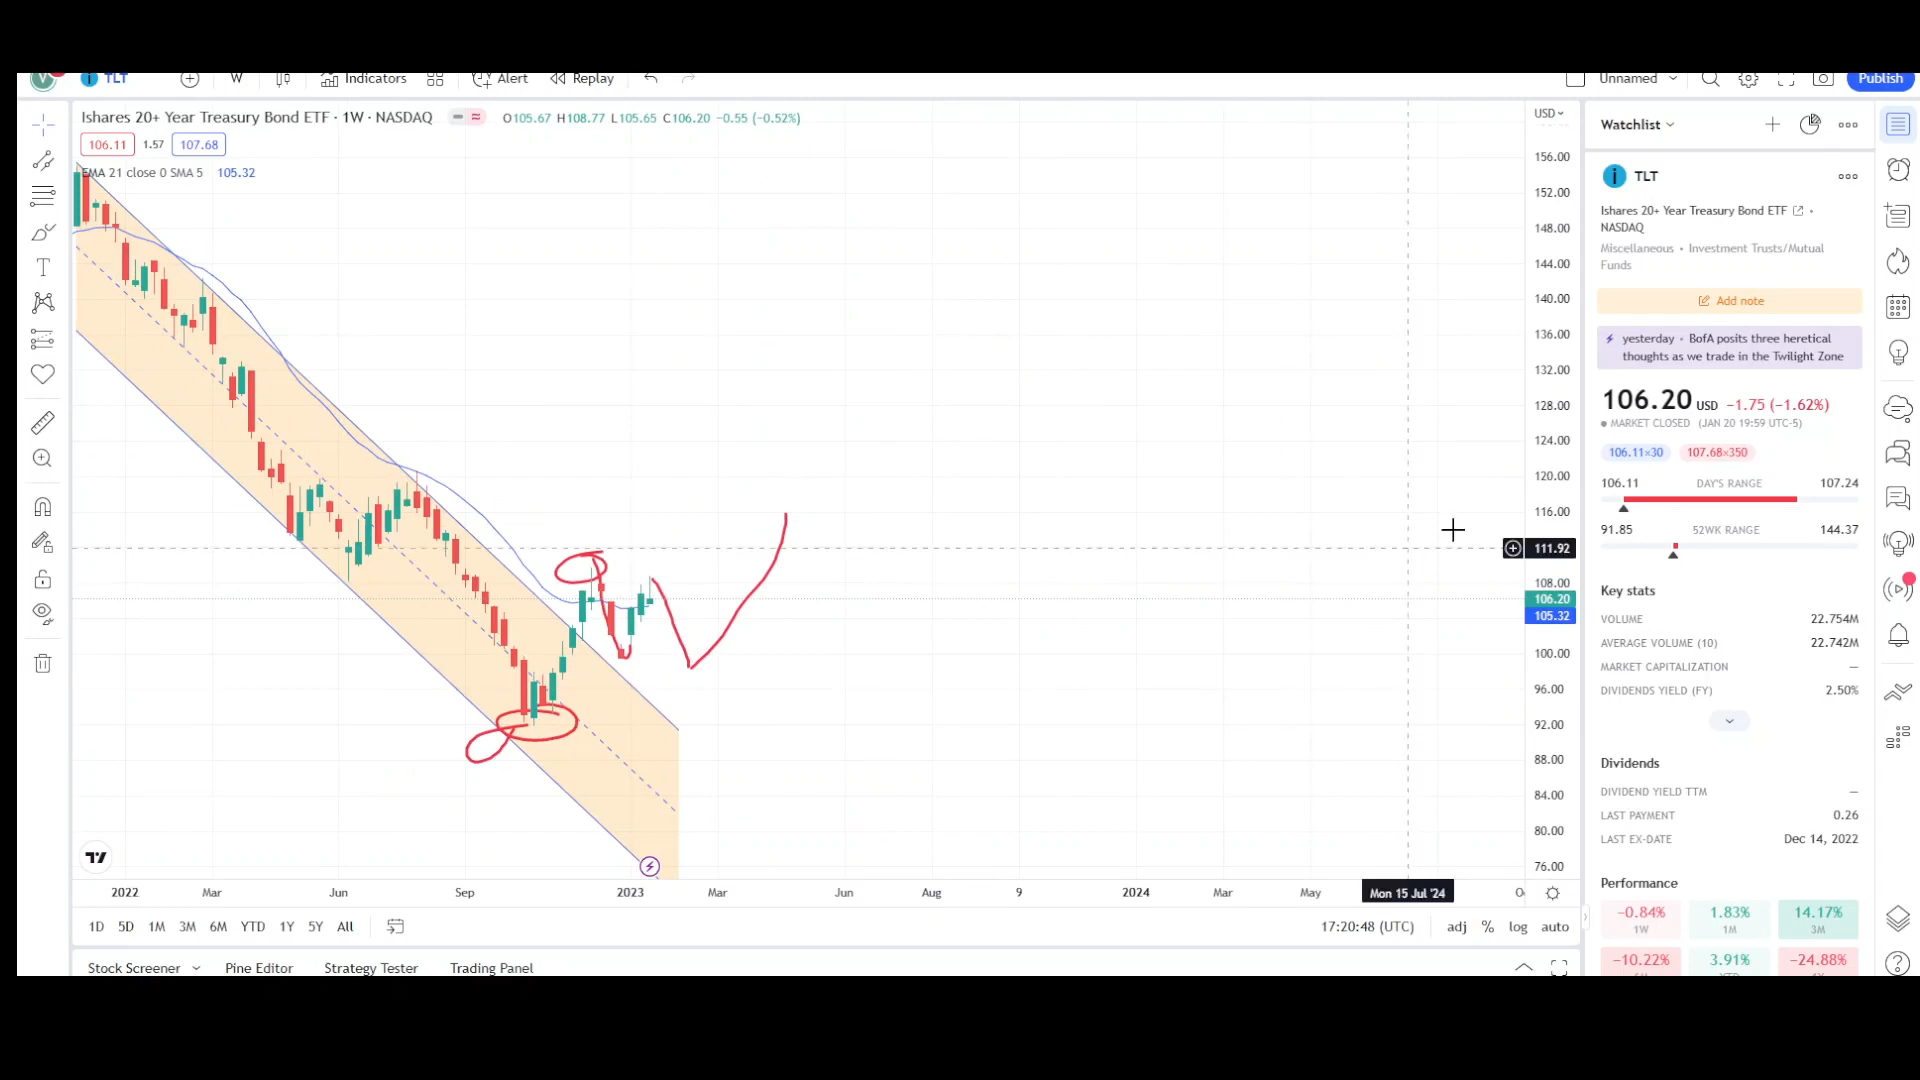 V TLT W Indicators Alert Replay Unnamed Publish
Ishares 20+ Year Treasury Bond ETF · 1W · NASDAQ O105.67 H108.77 L105.65 C106.20 −0.55 (−0.52%)
106.11 1.57 107.68
EMA 21 close 0 SMA 5 105.32
USD
156.00
152.00
148.00
144.00
140.00
136.00
132.00
128.00
124.00
120.00
116.00
111.92
108.00
106.20
105.32
100.00
96.00
92.00
88.00
84.00
80.00
76.00
2022 Mar Jun Sep 2023 Mar Jun Aug 9 2024 Mar May Mon 15 Jul '24
1D 5D 1M 3M 6M YTD 1Y 5Y All 17:20:48 (UTC) adj % log auto
Stock Screener Pine Editor Strategy Tester Trading Panel
Watchlist
TLT
Ishares 20+ Year Treasury Bond ETF •
NASDAQ
Miscellaneous • Investment Trusts/Mutual
Funds
Add note
yesterday • BofA posits three heretical
thoughts as we trade in the Twilight Zone
106.20 USD −1.75 (−1.62%)
MARKET CLOSED (JAN 20 19:59 UTC-5)
106.11×30 107.68×350
106.11 DAY'S RANGE 107.24
91.85 52WK RANGE 144.37
Key stats
VOLUME 22.754M
AVERAGE VOLUME (10) 22.742M
MARKET CAPITALIZATION —
DIVIDENDS YIELD (FY) 2.50%
Dividends
DIVIDEND YIELD TTM —
LAST PAYMENT 0.26
LAST EX-DATE Dec 14, 2022
Performance
−0.84% 1.83% 14.17%
1W 1M 3M
−10.22% 3.91% −24.88%